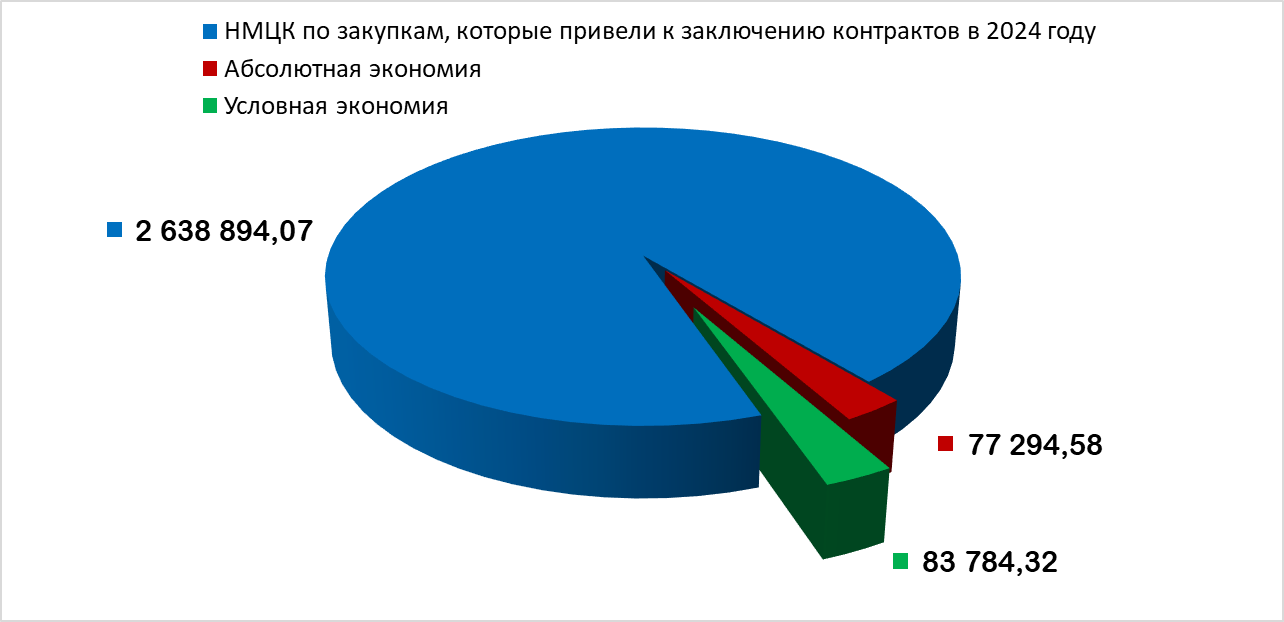 НМЦК по закупкам, которые привели к заключению контрактов в 2024 году
Абсолютная экономия
Условная экономия
2 638 894,07
77 294,58
83 784,32